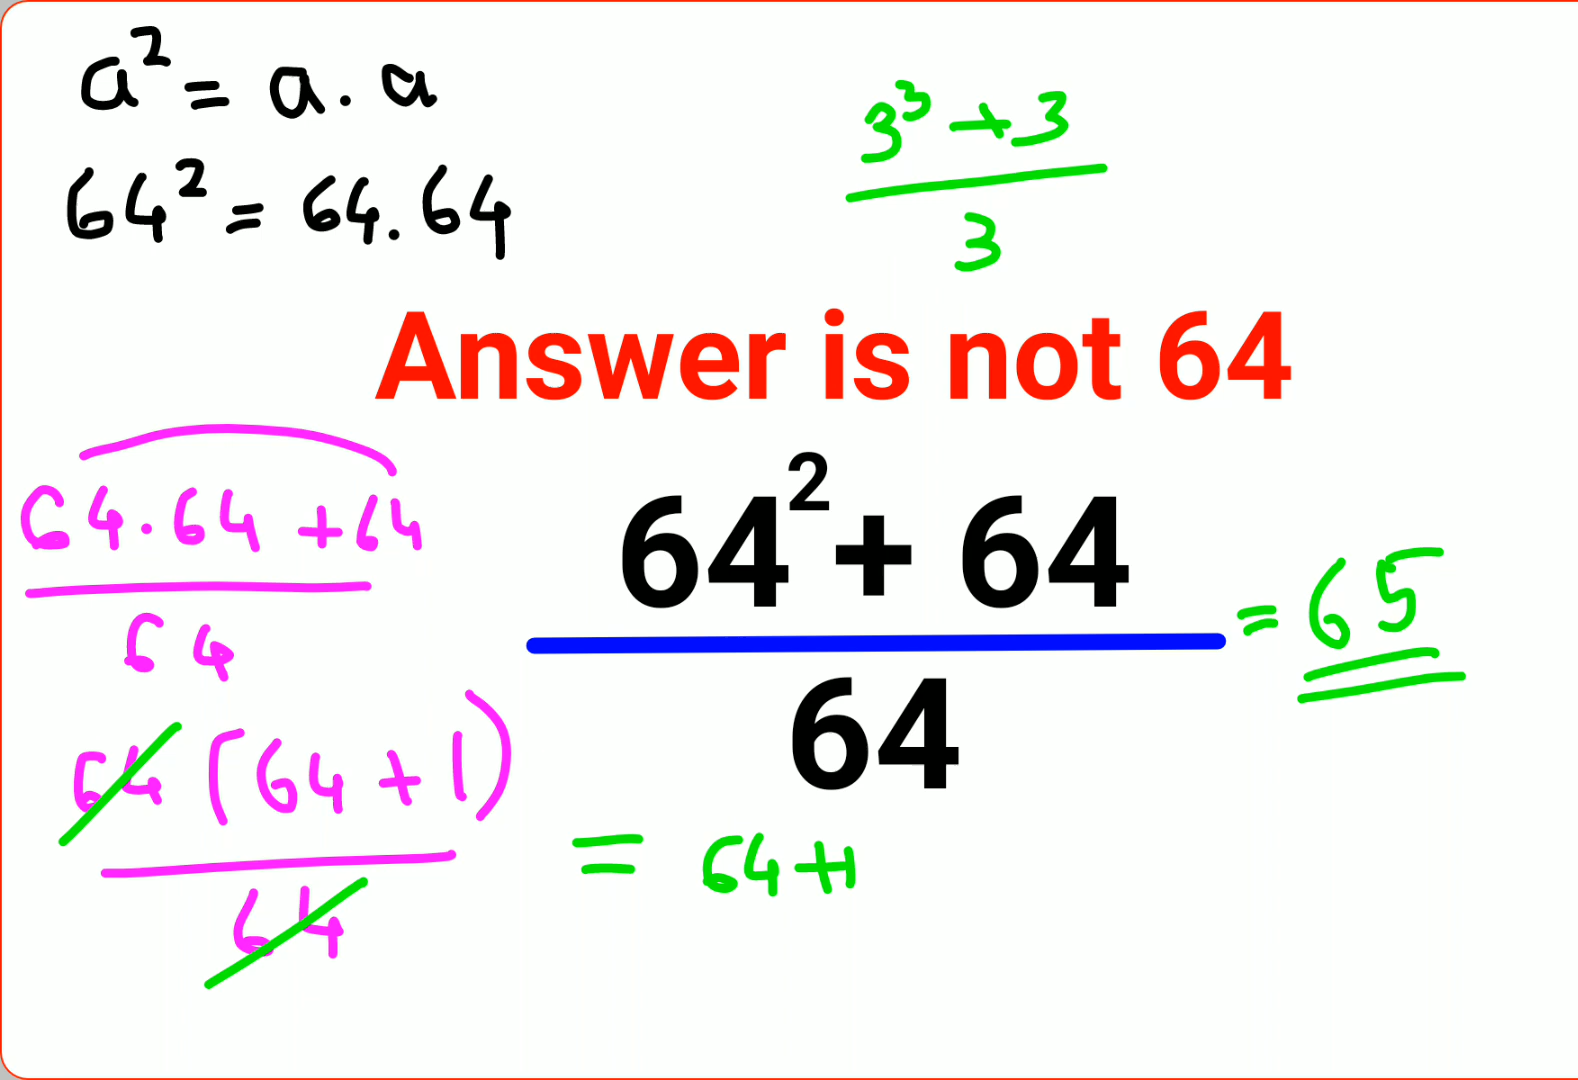 a² = a . a
64² = 64 . 64
3³ + 3
3
Answer is not 64
64 . 64 + 64
64
64² + 64
64
= 65
64 (64 + 1)
64
= 64 + 1